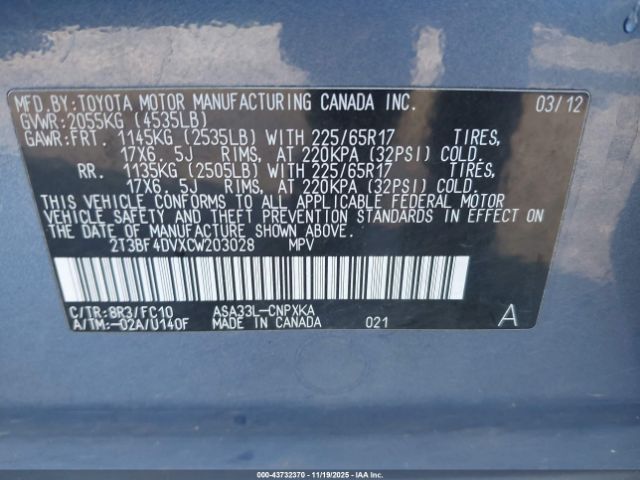 MFD.BY:TOYOTA MOTOR MANUFACTURING CANADA INC. 03/12
GVWR:2055KG (4535LB)
GAWR:FRT. 1145KG (2535LB) WITH 225/65R17 TIRES,
17X6. 5J RIMS, AT 220KPA (32PSI) COLD.
RR. 1135KG (2505LB) WITH 225/65R17 TIRES,
17X6. 5J RIMS, AT 220KPA (32PSI) COLD.
THIS VEHICLE CONFORMS TO ALL APPLICABLE FEDERAL MOTOR
VEHICLE SAFETY AND THEFT PREVENTION STANDARDS IN EFFECT ON
THE DATE OF MANUFACTURE SHOWN ABOVE.
2T3BF4DVXCW203028 MPV
C/TR:8R3/FC10 ASA33L-CNPXKA
A/TM:-02A/U140F MADE IN CANADA 021 A
000-43732370 - 11/19/2025 - IAAI.COM